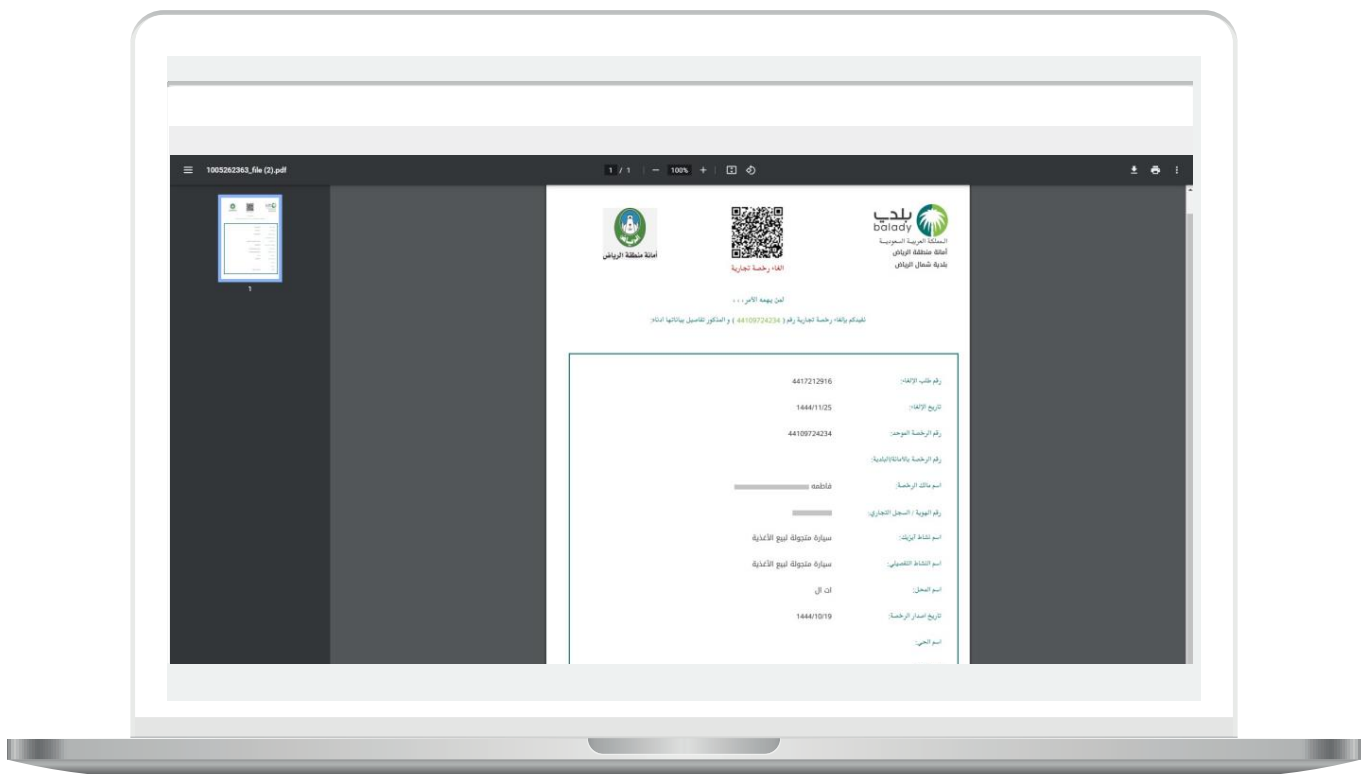 1005262363_file (2).pdf
1 / 1
100%
1
بلدي
balady
المملكة العربية السعودية
أمانة منطقة الرياض
بلدية شمال الرياض
الغاء رخصة تجارية
أمانة منطقة الرياض
لمن يهمه الأمر ، ، ،
نفيدكم بإلغاء رخصة تجارية رقم ( 44109724234 ) و المذكور تفاصيل بياناتها ادناه:
رقم طلب الإلغاء: 4417212916
تاريخ الإلغاء: 1444/11/25
رقم الرخصة الموحد: 44109724234
رقم الرخصة بالامانة/البلدية:
اسم مالك الرخصة: فاطمه
رقم الهوية / السجل التجاري:
اسم نشاط آيزيك: سيارة متجولة لبيع الأغذية
اسم النشاط التفصيلي: سيارة متجولة لبيع الأغذية
اسم المحل: ات ال
تاريخ اصدار الرخصة: 1444/10/19
اسم الحي: